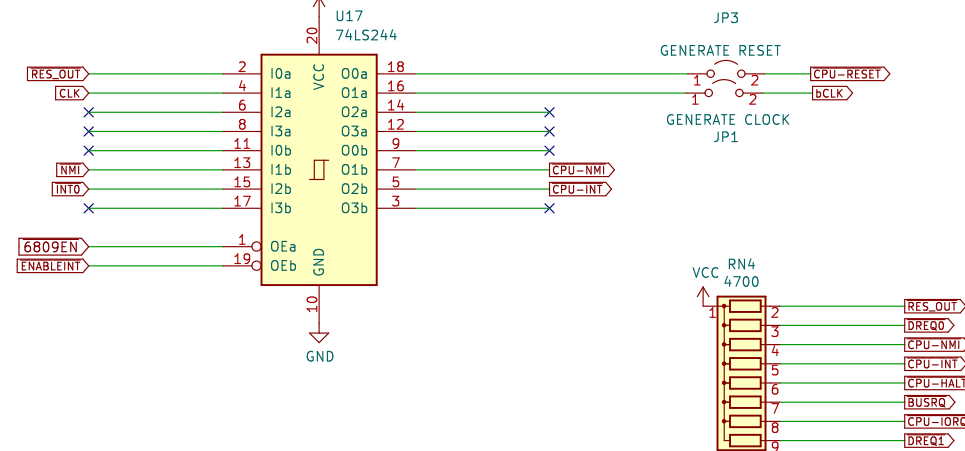 U17
74LS244
20
VCC
RES_OUT 2 I0a O0a 18
CLK 4 I1a O1a 16
6 I2a O2a 14
8 I3a O3a 12
11 I0b O0b 9
NMI 13 I1b O1b 7 CPU-NMI
INT0 15 I2b O2b 5 CPU-INT
17 I3b O3b 3
6809EN 1 OEa
ENABLEINT 19 OEb
GND
10
GND
JP3
GENERATE RESET
1 2 CPU-RESET
1 2 bCLK
GENERATE CLOCK
JP1
RN4
VCC 4700
1 2 RES_OUT
3 DREQ0
4 CPU-NMI
5 CPU-INT
6 CPU-HALT
7 BUSRQ
8 CPU-IORQ
9 DREQ1